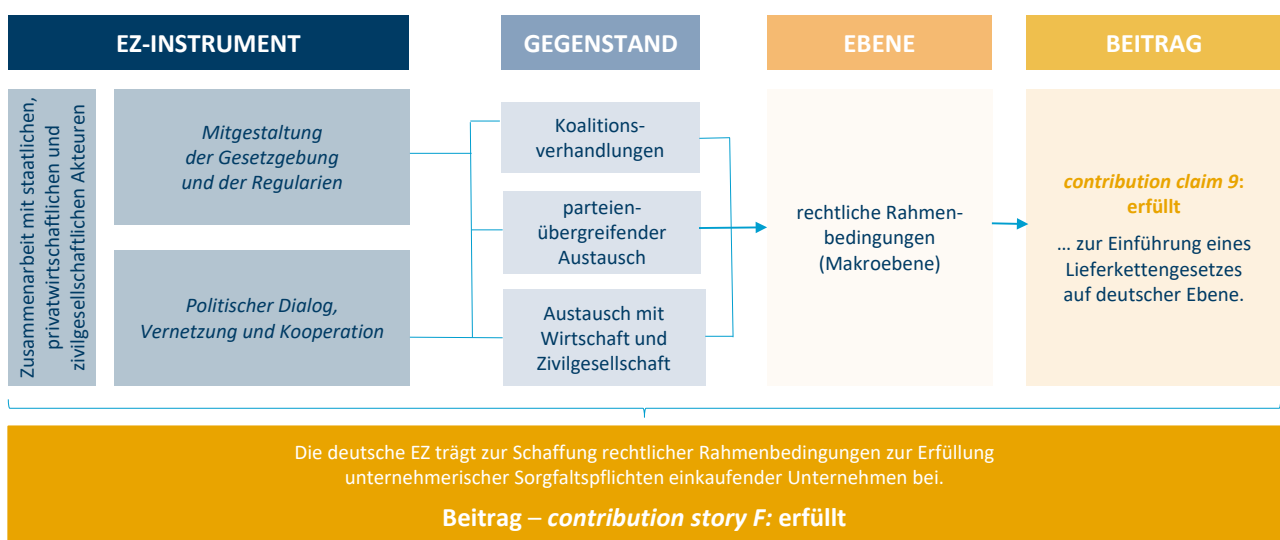 EZ-INSTRUMENT
GEGENSTAND
EBENE
BEITRAG
Zusammenarbeit mit staatlichen,
privatwirtschaftlichen und
zivilgesellschaftlichen Akteuren
Mitgestaltung
der Gesetzgebung
und der Regularien
Politischer Dialog,
Vernetzung und Kooperation
Koalitions-
verhandlungen
parteien-
übergreifender
Austausch
Austausch mit
Wirtschaft und
Zivilgesellschaft
rechtliche Rahmen-
bedingungen
(Makroebene)
contribution claim 9:
erfüllt
... zur Einführung eines
Lieferkettengesetzes
auf deutscher Ebene.
Die deutsche EZ trägt zur Schaffung rechtlicher Rahmenbedingungen zur Erfüllung
unternehmerischer Sorgfaltspflichten einkaufender Unternehmen bei.
Beitrag – contribution story F: erfüllt